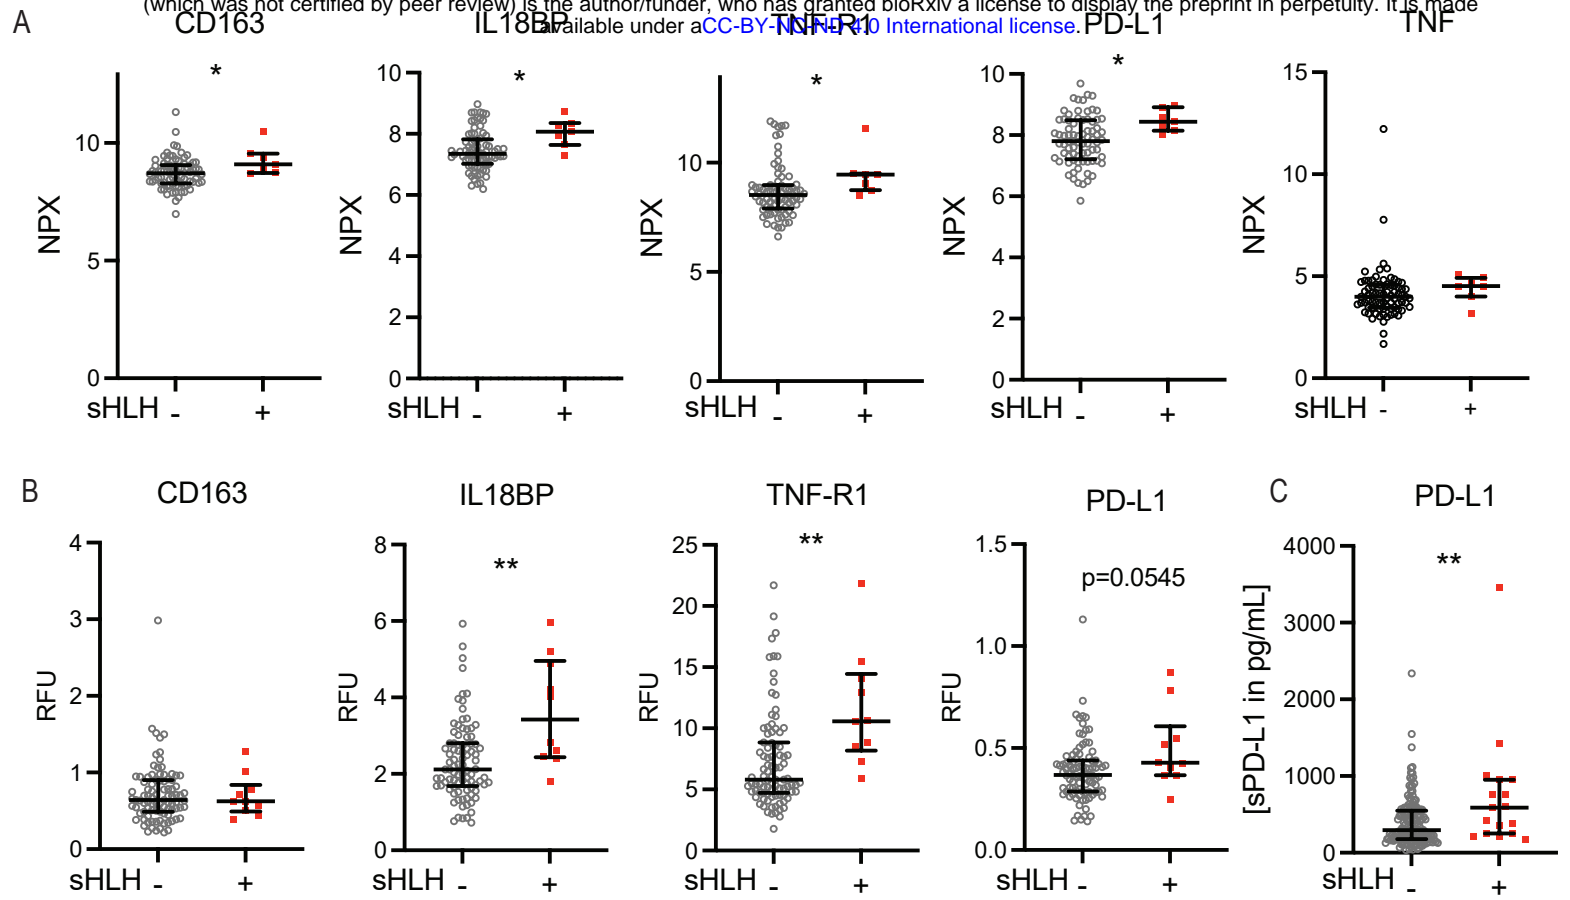 (which was not certified by peer review) is the author/funder, who has granted bioRxiv a license to display the preprint in perpetuity. It is made
available under aCC-BY-NC-ND 4.0 International license.
A
CD163
IL18BP
TNF-R1
PD-L1
TNF
*
*
*
*
NPX
10
5
0
sHLH - +
NPX
10
8
6
4
2
0
sHLH - +
NPX
10
5
0
sHLH - +
NPX
10
8
6
4
2
0
sHLH - +
NPX
15
10
5
0
sHLH - +
B
CD163
IL18BP
TNF-R1
PD-L1
C
PD-L1
**
**
p=0.0545
**
RFU
4
3
2
1
0
sHLH - +
RFU
8
6
4
2
0
sHLH - +
RFU
25
20
15
10
5
0
sHLH - +
RFU
1.5
1.0
0.5
0.0
sHLH - +
[sPD-L1 in pg/mL]
4000
3000
2000
1000
0
sHLH - +